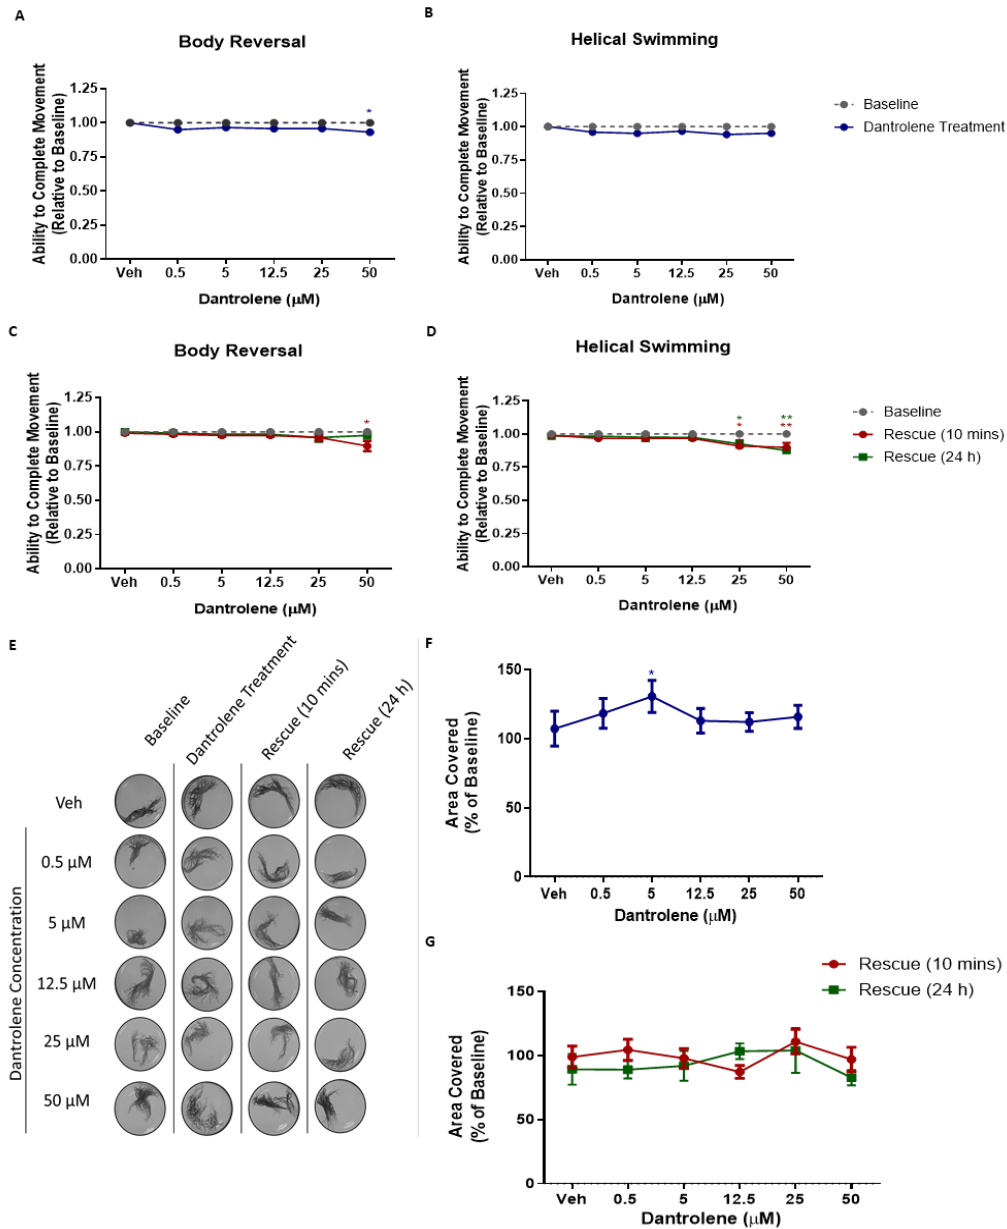 A
Body Reversal
Ability to Complete Movement
(Relative to Baseline)
1.25
1.00
0.75
0.50
0.25
0.00
*
Veh 0.5 5 12.5 25 50
Dantrolene (μM)
B
Helical Swimming
Ability to Complete Movement
(Relative to Baseline)
1.25
1.00
0.75
0.50
0.25
0.00
Veh 0.5 5 12.5 25 50
Dantrolene (μM)
Baseline
Dantrolene Treatment
C
Body Reversal
Ability to Complete Movement
(Relative to Baseline)
1.25
1.00
0.75
0.50
0.25
0.00
*
Veh 0.5 5 12.5 25 50
Dantrolene (μM)
D
Helical Swimming
Ability to Complete Movement
(Relative to Baseline)
1.25
1.00
0.75
0.50
0.25
0.00
* **
* **
Veh 0.5 5 12.5 25 50
Dantrolene (μM)
Baseline
Rescue (10 mins)
Rescue (24 h)
E
Baseline
Dantrolene Treatment
Rescue (10 mins)
Rescue (24 h)
Dantrolene Concentration
Veh
0.5 μM
5 μM
12.5 μM
25 μM
50 μM
F
Area Covered
(% of Baseline)
150
100
50
0
*
Veh 0.5 5 12.5 25 50
Dantrolene (μM)
G
Rescue (10 mins)
Rescue (24 h)
Area Covered
(% of Baseline)
150
100
50
0
Veh 0.5 5 12.5 25 50
Dantrolene (μM)